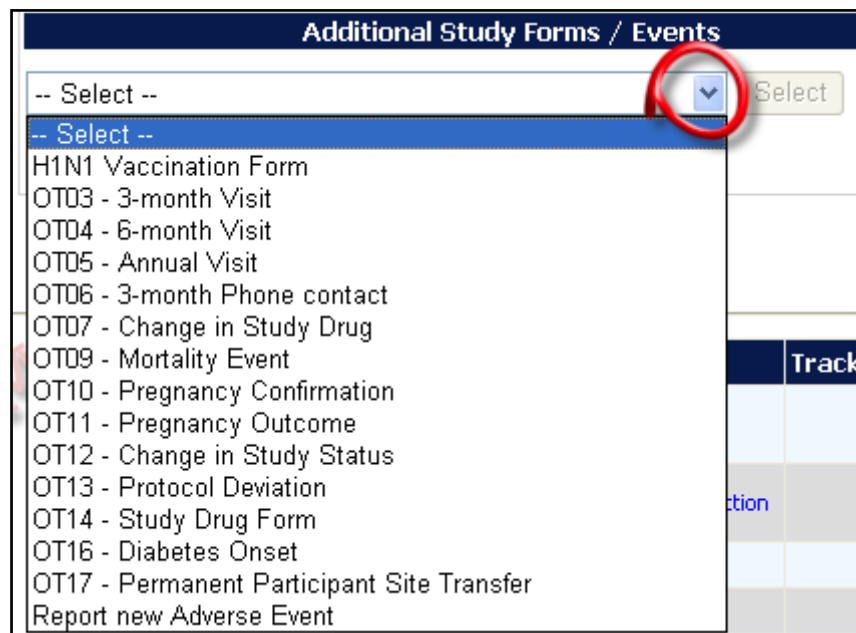 Additional Study Forms / Events
-- Select --
Select
-- Select --
H1N1 Vaccination Form
OT03 - 3-month Visit
OT04 - 6-month Visit
OT05 - Annual Visit
OT06 - 3-month Phone contact
OT07 - Change in Study Drug
OT09 - Mortality Event
OT10 - Pregnancy Confirmation
OT11 - Pregnancy Outcome
OT12 - Change in Study Status
OT13 - Protocol Deviation
OT14 - Study Drug Form
OT16 - Diabetes Onset
OT17 - Permanent Participant Site Transfer
Report new Adverse Event
Track
ction